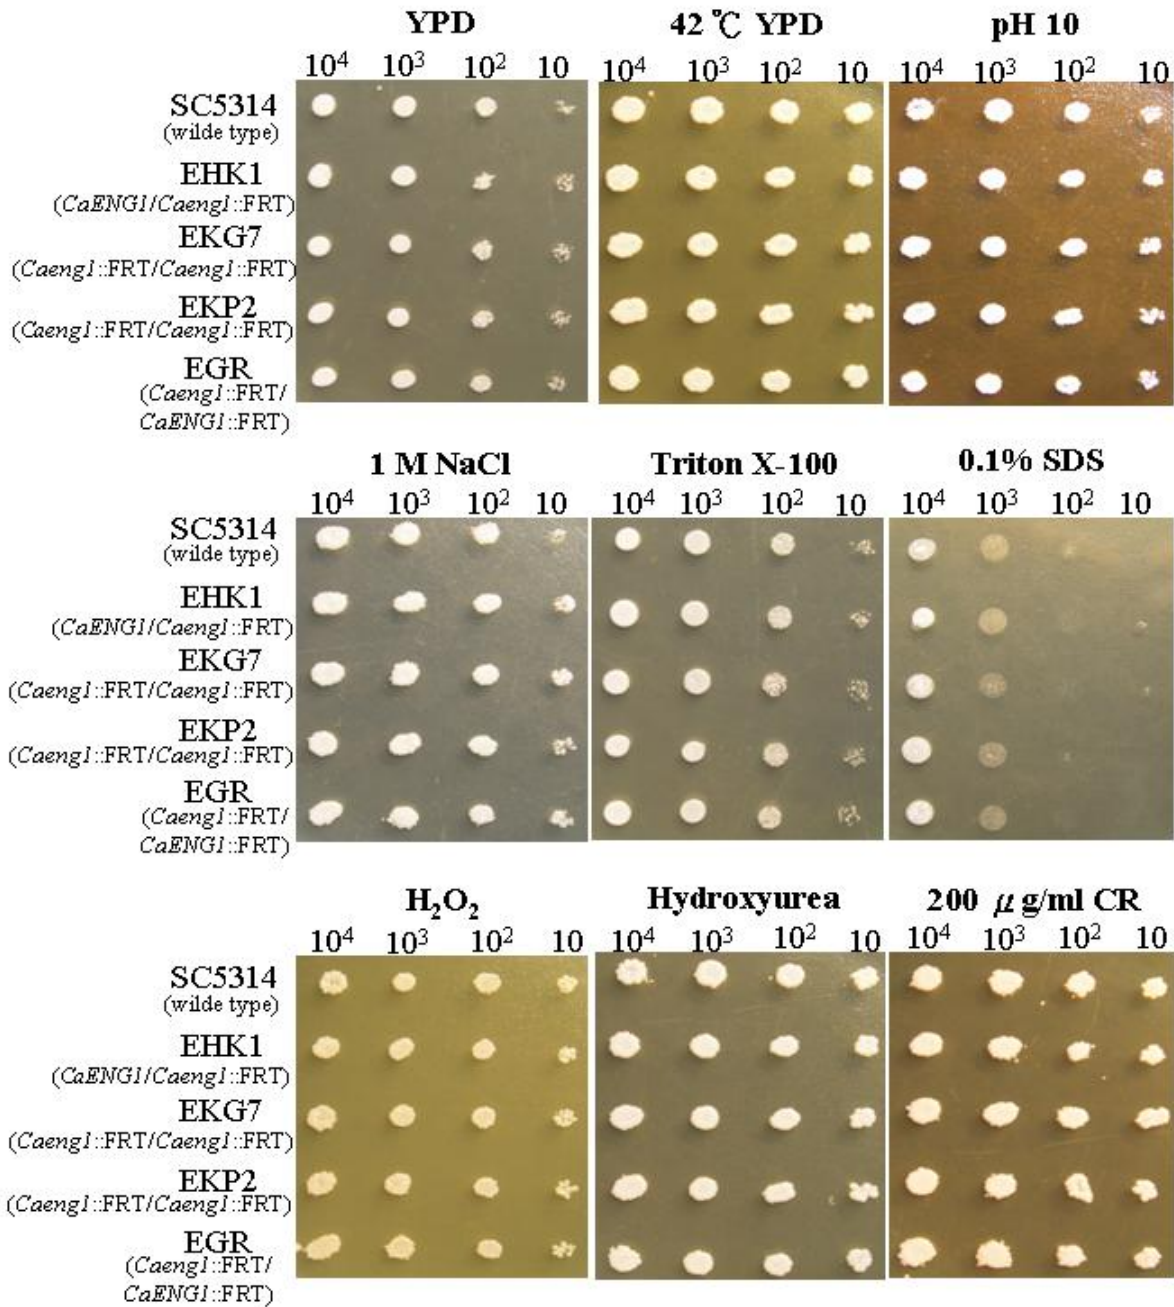 YPD 42 ℃ YPD pH 10
10⁴ 10³ 10² 10 10⁴ 10³ 10² 10 10⁴ 10³ 10² 10
SC5314
(wilde type)
EHK1
(CaENG1/Caeng1::FRT)
EKG7
(Caeng1::FRT/Caeng1::FRT)
EKP2
(Caeng1::FRT/Caeng1::FRT)
EGR
(Caeng1::FRT/
CaENG1::FRT)
1 M NaCl Triton X-100 0.1% SDS
10⁴ 10³ 10² 10 10⁴ 10³ 10² 10 10⁴ 10³ 10² 10
SC5314
(wilde type)
EHK1
(CaENG1/Caeng1::FRT)
EKG7
(Caeng1::FRT/Caeng1::FRT)
EKP2
(Caeng1::FRT/Caeng1::FRT)
EGR
(Caeng1::FRT/
CaENG1::FRT)
H₂O₂ Hydroxyurea 200 μg/ml CR
10⁴ 10³ 10² 10 10⁴ 10³ 10² 10 10⁴ 10³ 10² 10
SC5314
(wilde type)
EHK1
(CaENG1/Caeng1::FRT)
EKG7
(Caeng1::FRT/Caeng1::FRT)
EKP2
(Caeng1::FRT/Caeng1::FRT)
EGR
(Caeng1::FRT/
CaENG1::FRT)